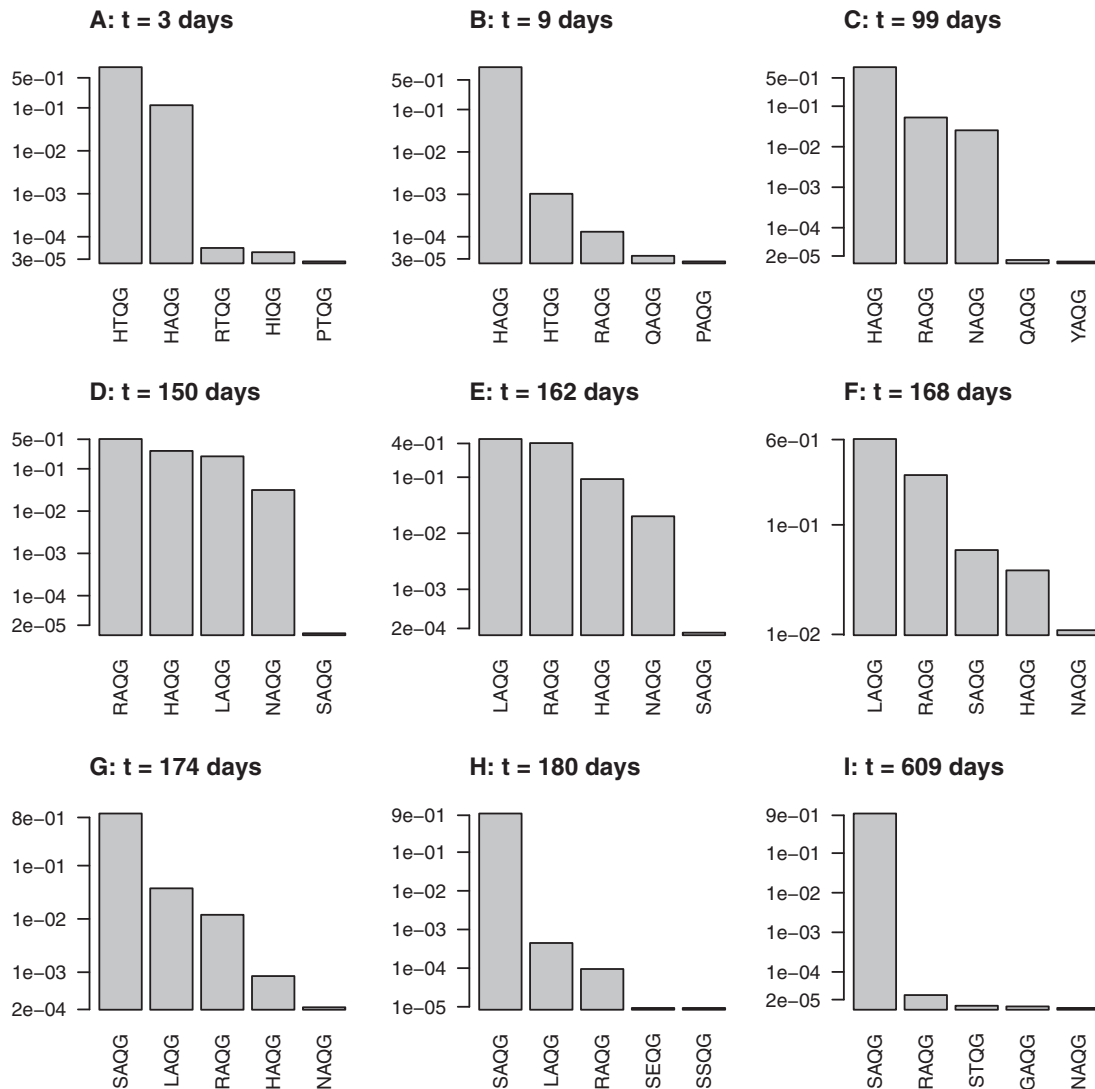 A: t = 3 days
5e−01
1e−01
1e−02
1e−03
1e−04
3e−05
HTQG
HAQG
RTQG
HIQG
PTQG
B: t = 9 days
5e−01
1e−01
1e−02
1e−03
1e−04
3e−05
HAQG
HTQG
RAQG
QAQG
PAQG
C: t = 99 days
5e−01
1e−01
1e−02
1e−03
1e−04
2e−05
HAQG
RAQG
NAQG
QAQG
YAQG
D: t = 150 days
5e−01
1e−01
1e−02
1e−03
1e−04
2e−05
RAQG
HAQG
LAQG
NAQG
SAQG
E: t = 162 days
4e−01
1e−01
1e−02
1e−03
2e−04
LAQG
RAQG
HAQG
NAQG
SAQG
F: t = 168 days
6e−01
1e−01
1e−02
LAQG
RAQG
SAQG
HAQG
NAQG
G: t = 174 days
8e−01
1e−01
1e−02
1e−03
2e−04
SAQG
LAQG
RAQG
HAQG
NAQG
H: t = 180 days
9e−01
1e−01
1e−02
1e−03
1e−04
1e−05
SAQG
LAQG
RAQG
SEQG
SSQG
I: t = 609 days
9e−01
1e−01
1e−02
1e−03
1e−04
2e−05
SAQG
RAQG
STQG
GAQG
NAQG